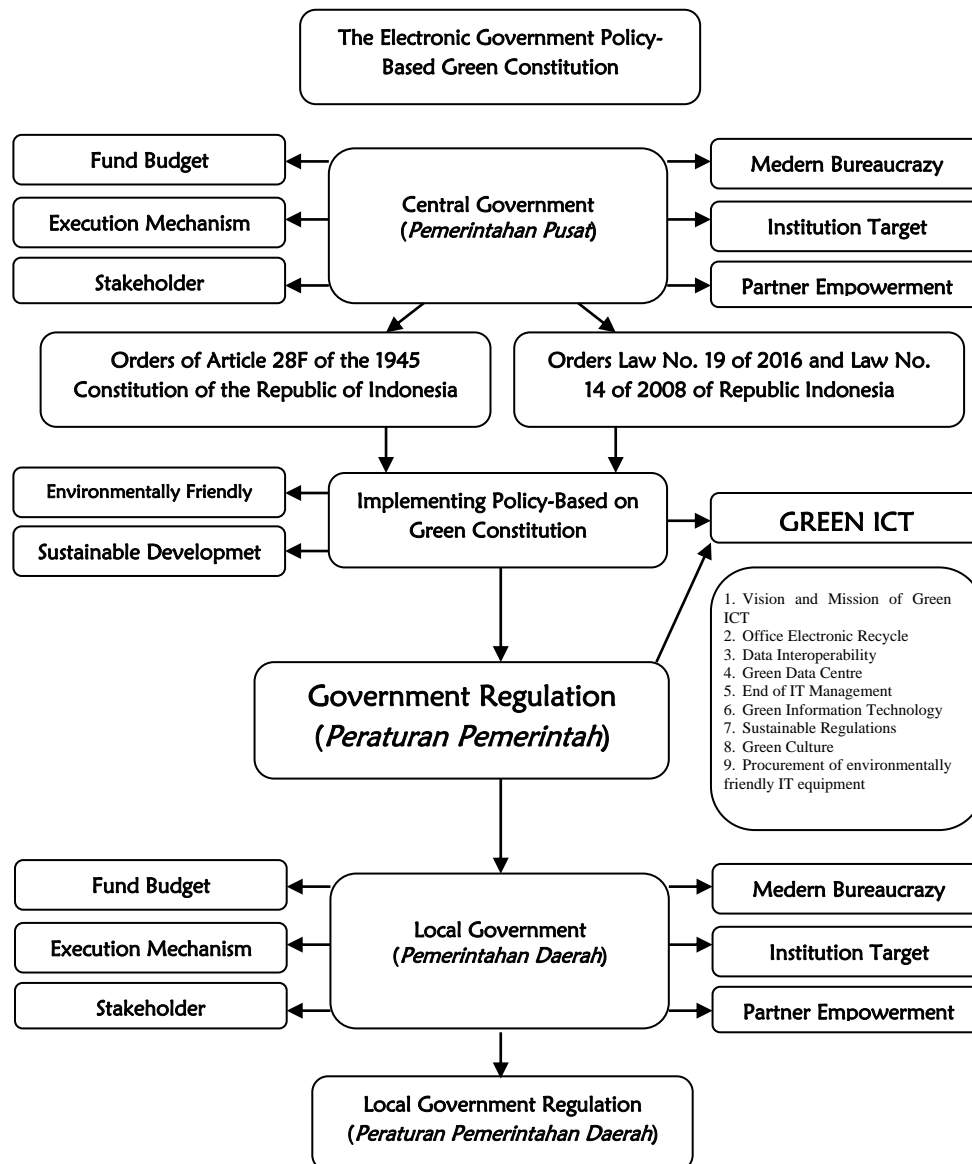 The Electronic Government Policy-
Based Green Constitution
Fund Budget
Execution Mechanism
Stakeholder
Central Government
(Pemerintahan Pusat)
Medern Bureaucrazy
Institution Target
Partner Empowerment
Orders of Article 28F of the 1945
Constitution of the Republic of Indonesia
Orders Law No. 19 of 2016 and Law No.
14 of 2008 of Republic Indonesia
Environmentally Friendly
Sustainable Developmet
Implementing Policy-Based on
Green Constitution
GREEN ICT
1. Vision and Mission of Green
ICT
2. Office Electronic Recycle
3. Data Interoperability
4. Green Data Centre
5. End of IT Management
6. Green Information Technology
7. Sustainable Regulations
8. Green Culture
9. Procurement of environmentally
friendly IT equipment
Government Regulation
(Peraturan Pemerintah)
Fund Budget
Execution Mechanism
Stakeholder
Local Government
(Pemerintahan Daerah)
Medern Bureaucrazy
Institution Target
Partner Empowerment
Local Government Regulation
(Peraturan Pemerintahan Daerah)